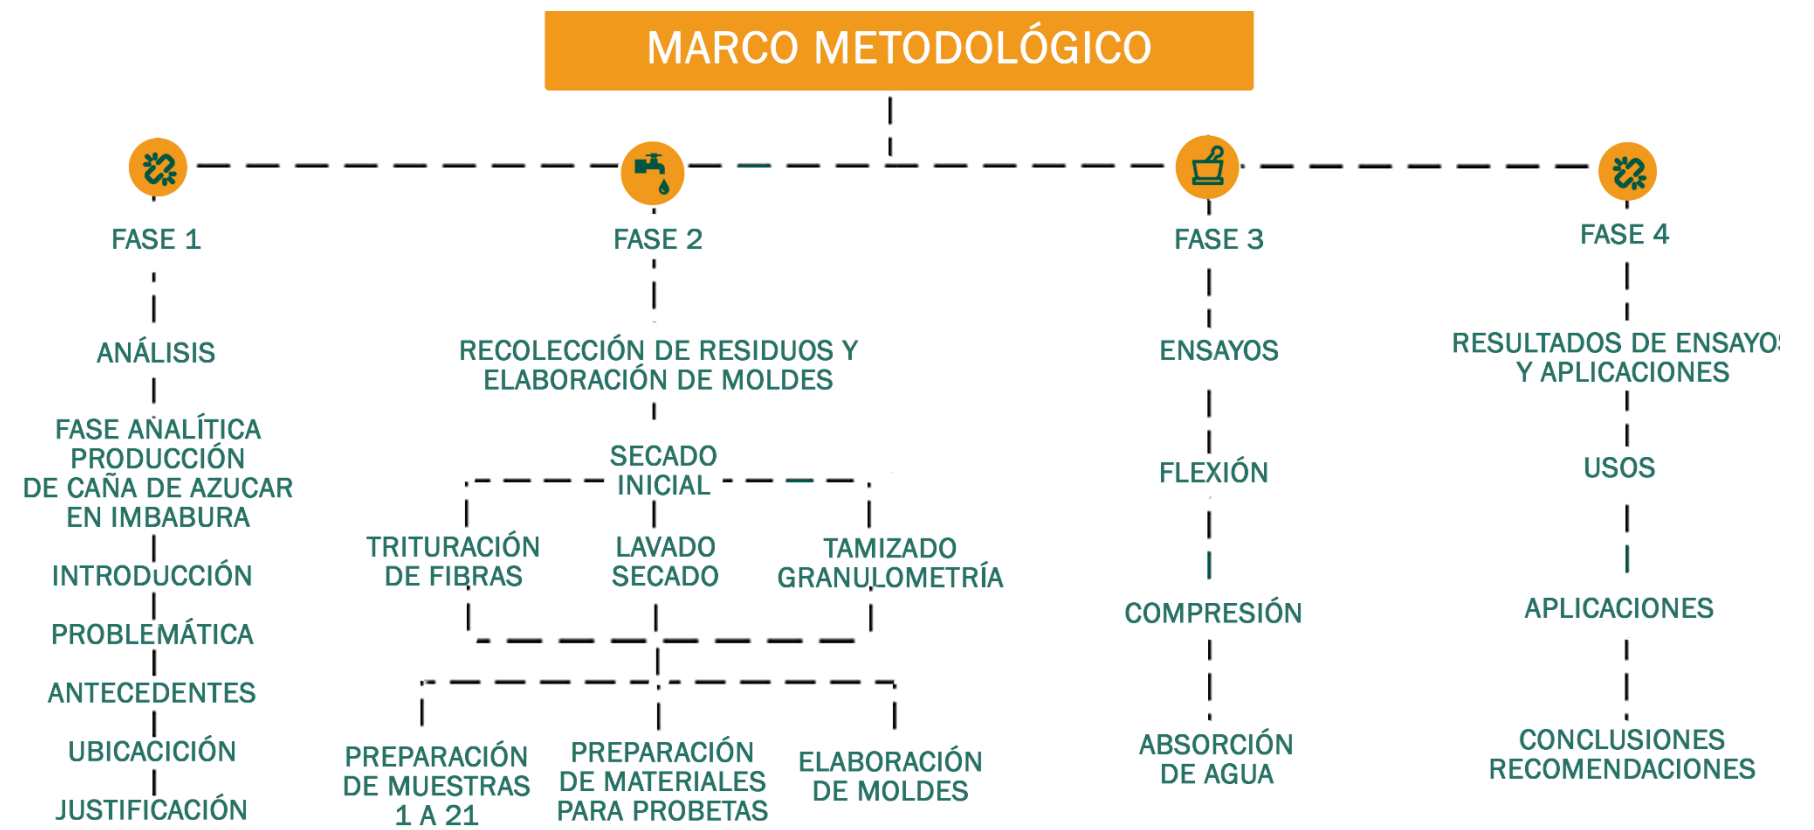 MARCO METODOLÓGICO
FASE 1
ANÁLISIS
FASE ANALÍTICA
PRODUCCIÓN
DE CAÑA DE AZUCAR
EN IMBABURA
INTRODUCCIÓN
PROBLEMÁTICA
ANTECEDENTES
UBICACICIÓN
JUSTIFICACIÓN
FASE 2
RECOLECCIÓN DE RESIDUOS Y
ELABORACIÓN DE MOLDES
SECADO
INICIAL
TRITURACIÓN
DE FIBRAS
LAVADO
SECADO
TAMIZADO
GRANULOMETRÍA
PREPARACIÓN
DE MUESTRAS
1 A 21
PREPARACIÓN
DE MATERIALES
PARA PROBETAS
ELABORACIÓN
DE MOLDES
FASE 3
ENSAYOS
FLEXIÓN
COMPRESIÓN
ABSORCIÓN
DE AGUA
FASE 4
RESULTADOS DE ENSAYOS
Y APLICACIONES
USOS
APLICACIONES
CONCLUSIONES
RECOMENDACIONES